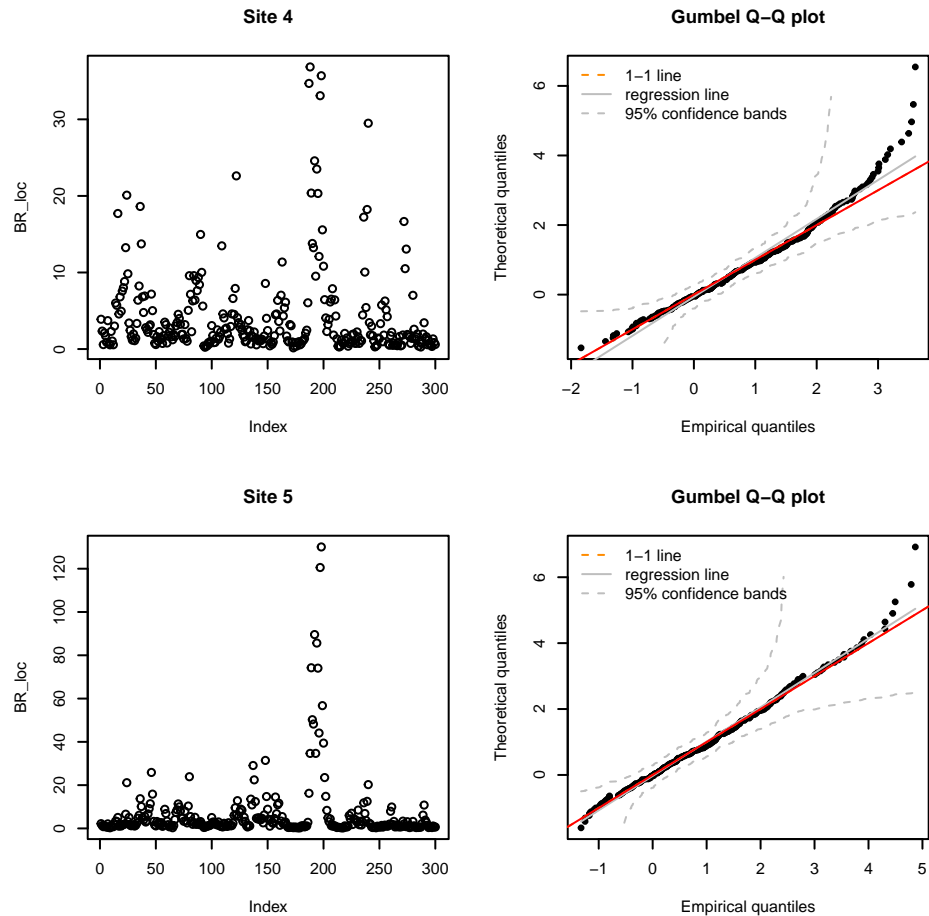 Site 4
BR_loc
0 10 20 30
0 50 100 150 200 250 300
Index
Gumbel Q−Q plot
1−1 line
regression line
95% confidence bands
Theoretical quantiles
0 2 4 6
−2 −1 0 1 2 3
Empirical quantiles
Site 5
BR_loc
0 20 40 60 80 100 120
0 50 100 150 200 250 300
Index
Gumbel Q−Q plot
1−1 line
regression line
95% confidence bands
Theoretical quantiles
0 2 4 6
−1 0 1 2 3 4 5
Empirical quantiles